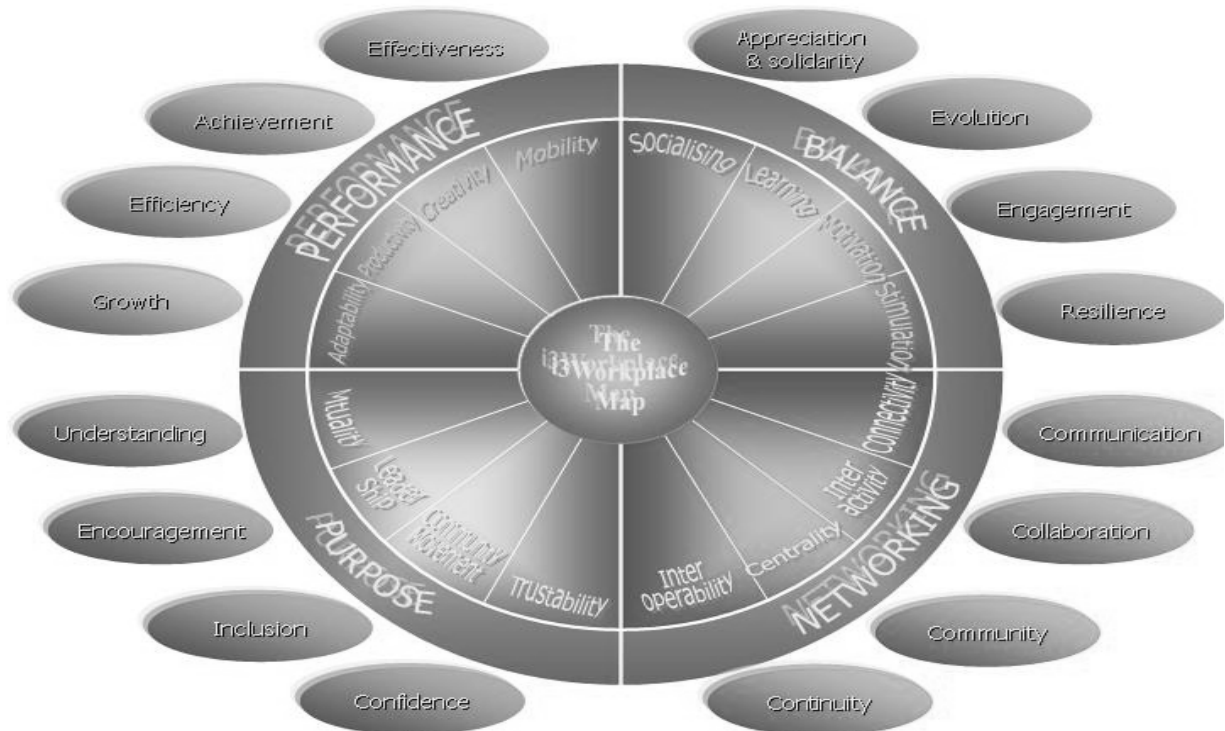 Effectiveness
Appreciation
& solidarity
Achievement
Evolution
Efficiency
Engagement
Growth
Resilience
Understanding
Communication
Encouragement
Collaboration
Inclusion
Community
Confidence
Continuity
PERFORMANCE
BALANCE
PURPOSE
NETWORKING
Adaptability
Productivity
Creativity
Mobility
Socialising
Learning
Motivation
Stimulation
Connectivity
Inter
activity
Centrality
Inter
operability
Trustability
Community
Movement
Leader
Ship
Mtuality
The
i3Workplace
Map